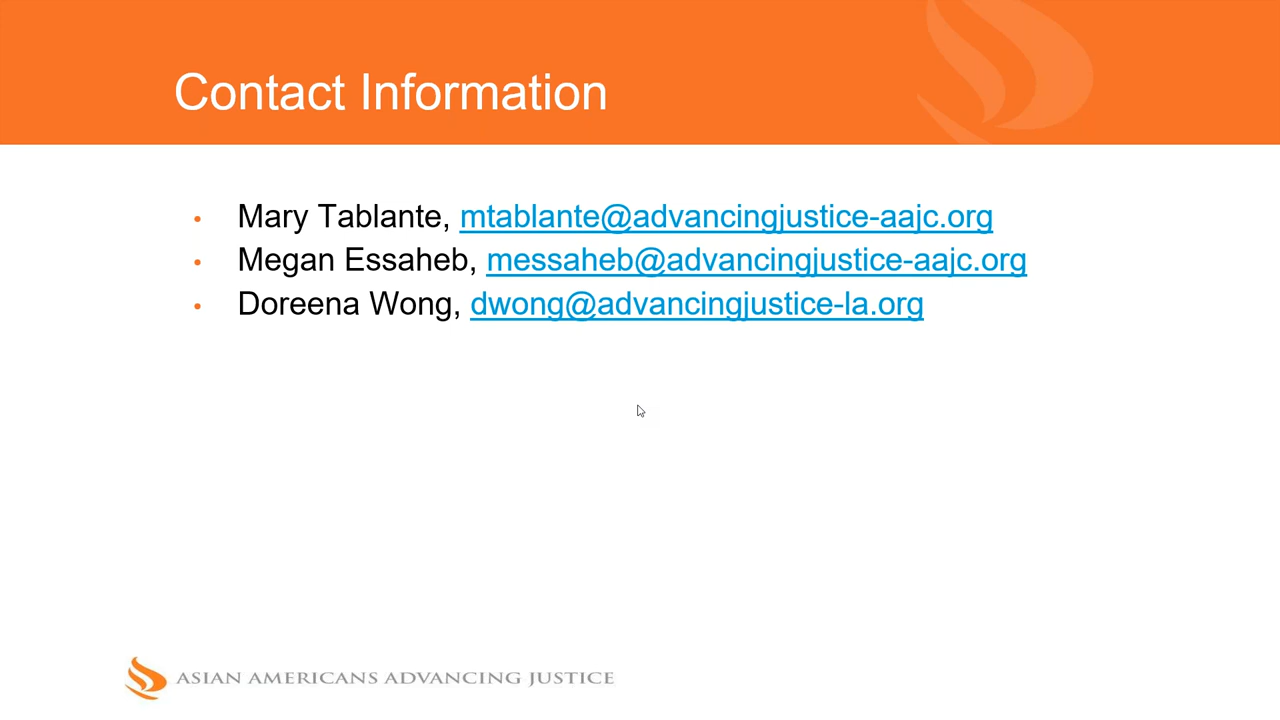 Contact Information
• Mary Tablante, mtablante@advancingjustice-aajc.org
• Megan Essaheb, messaheb@advancingjustice-aajc.org
• Doreena Wong, dwong@advancingjustice-la.org
ASIAN AMERICANS ADVANCING JUSTICE